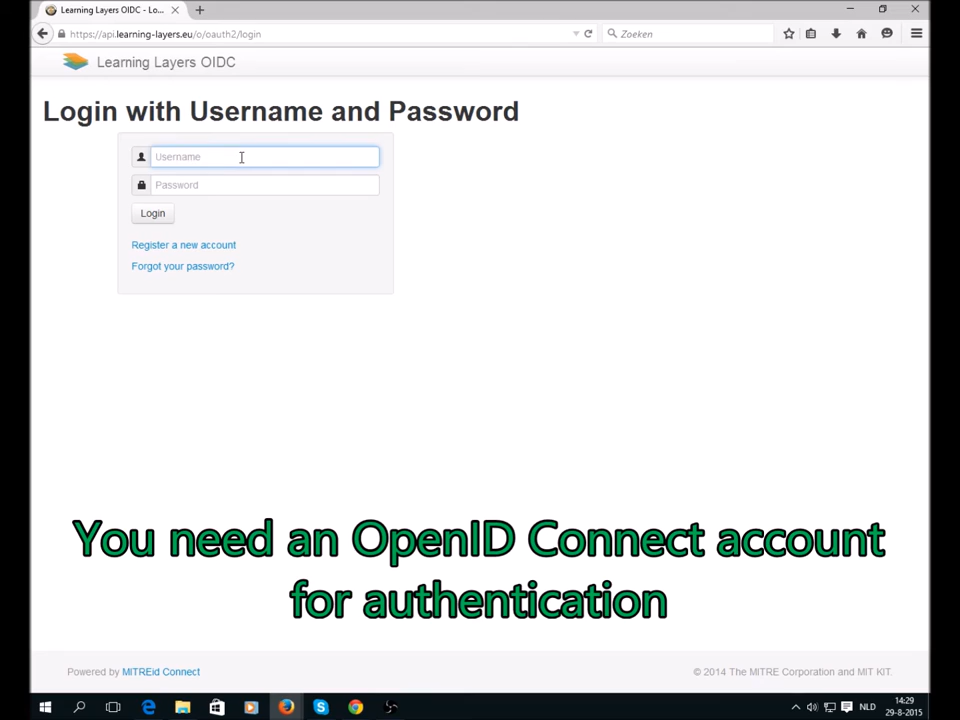 Learning Layers OIDC - Lo...
https://api.learning-layers.eu/o/oauth2/login
Zoeken
Learning Layers OIDC
Login with Username and Password
Username
Password
Login
Register a new account
Forgot your password?
You need an OpenID Connect account
for authentication
Powered by MITREid Connect
© 2014 The MITRE Corporation and MIT KIT.
NLD
14:29
29-8-2015